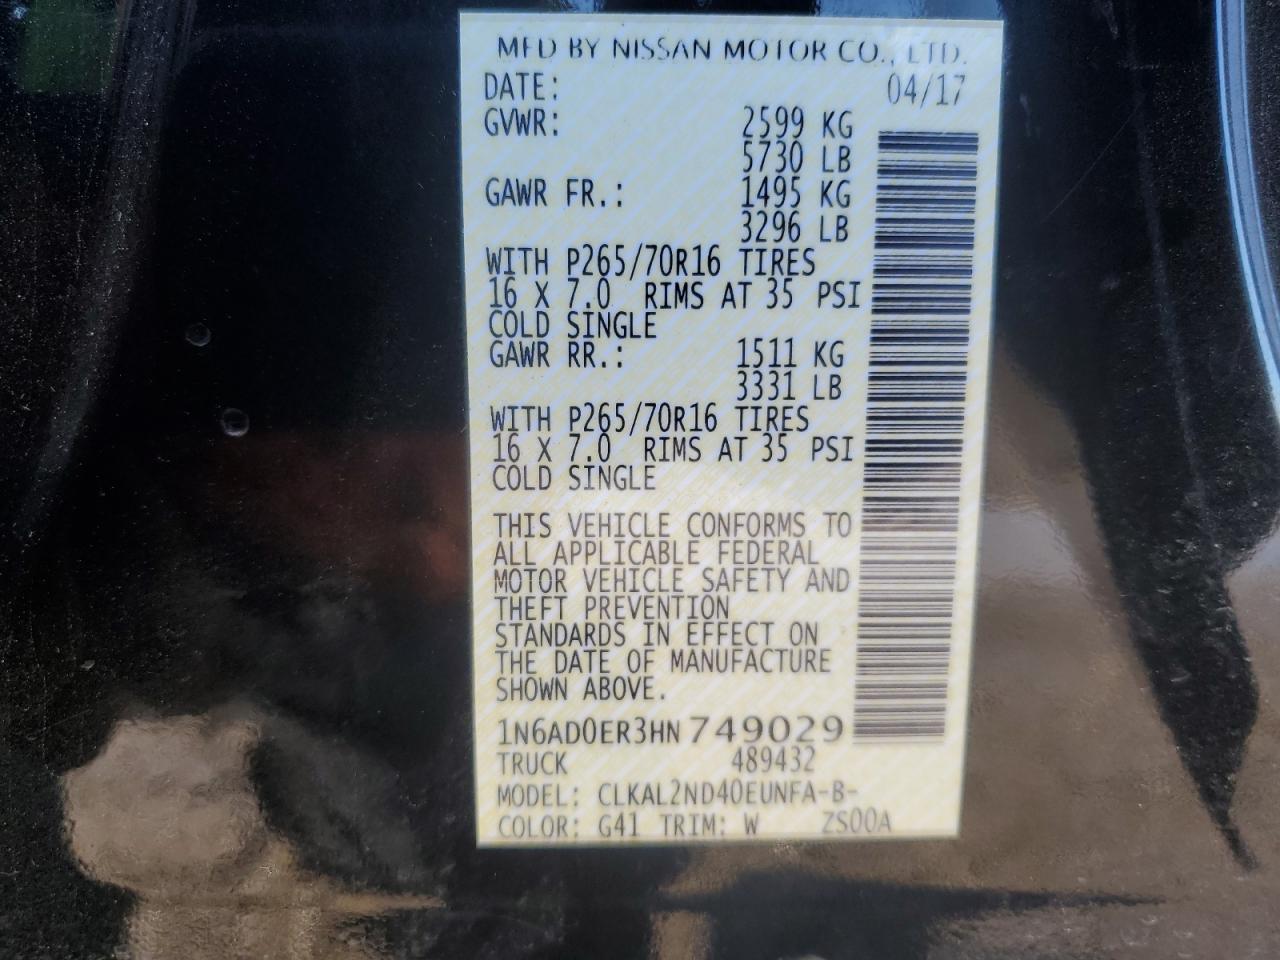 MFD BY NISSAN MOTOR CO., LTD.
DATE: 04/17
GVWR: 2599 KG
5730 LB
GAWR FR.: 1495 KG
3296 LB
WITH P265/70R16 TIRES
16 X 7.0 RIMS AT 35 PSI
COLD SINGLE
GAWR RR.: 1511 KG
3331 LB
WITH P265/70R16 TIRES
16 X 7.0 RIMS AT 35 PSI
COLD SINGLE
THIS VEHICLE CONFORMS TO
ALL APPLICABLE FEDERAL
MOTOR VEHICLE SAFETY AND
THEFT PREVENTION
STANDARDS IN EFFECT ON
THE DATE OF MANUFACTURE
SHOWN ABOVE.
1N6AD0ER3HN749029
TRUCK 489432
MODEL: CLKAL2ND40EUNFA-B-
COLOR: G41 TRIM: W ZS00A